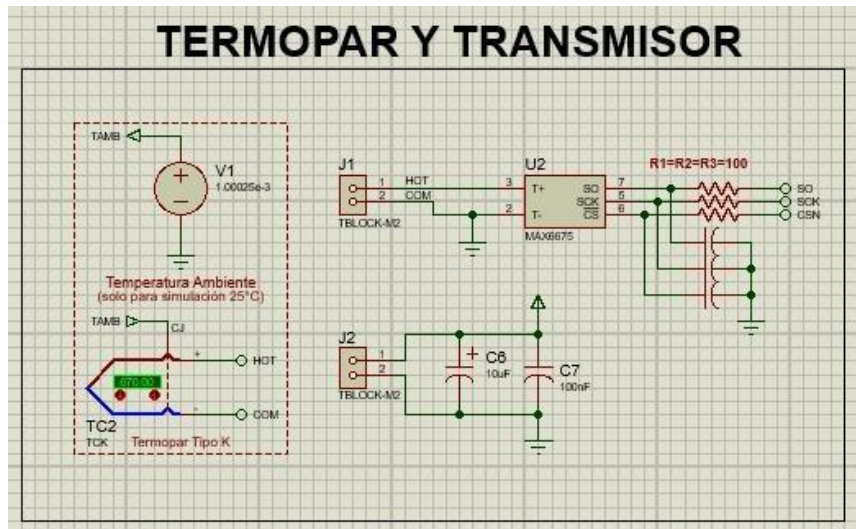 TERMOPAR Y TRANSMISOR
TAMB
V1
1.00025e-3
+
−
Temperatura Ambiente
(solo para simulación 25°C)
TAMB
CJ
+
HOT
670.00
-
COM
TC2
TCK
Termopar Tipo K
J1
1
HOT
2
COM
TBLOCK-M2
U2
3
T+
SO
7
SCK
5
2
T-
CS
6
MAX6675
R1=R2=R3=100
SO
SCK
CSN
J2
1
2
TBLOCK-M2
+
C6
10uF
C7
100nF